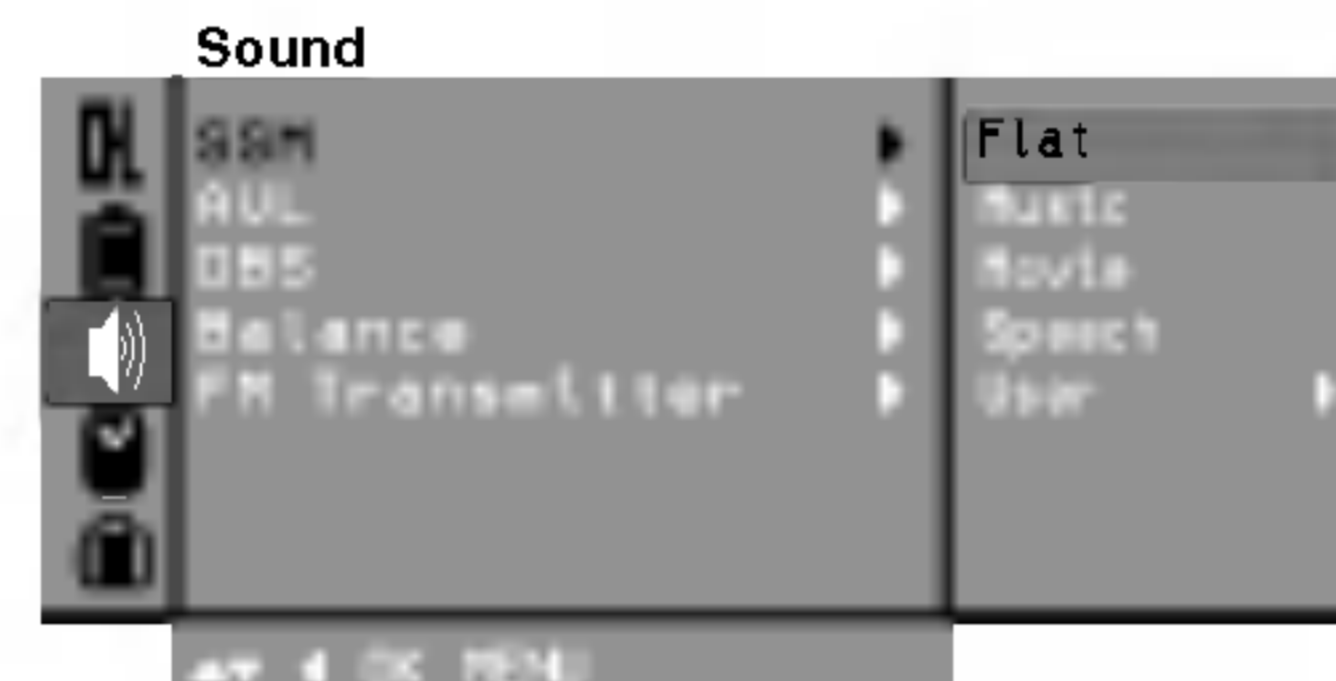 Sound
SSM
AVL
DBS
Balance
FM Transmitter
Flat
Music
Movie
Speech
User
OK MENU